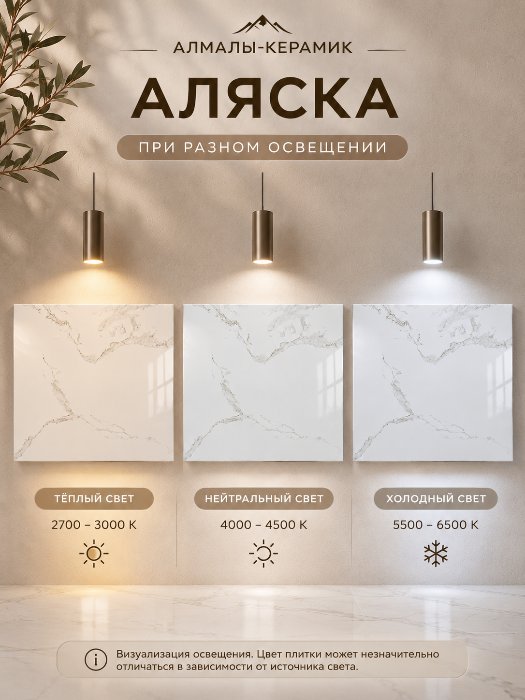 АЛМАЛЫ-КЕРАМИК
АЛЯСКА
ПРИ РАЗНОМ ОСВЕЩЕНИИ
ТЁПЛЫЙ СВЕТ
2700 – 3000 К
НЕЙТРАЛЬНЫЙ СВЕТ
4000 – 4500 К
ХОЛОДНЫЙ СВЕТ
5500 – 6500 К
Визуализация освещения. Цвет плитки может незначительно
отличаться в зависимости от источника света.